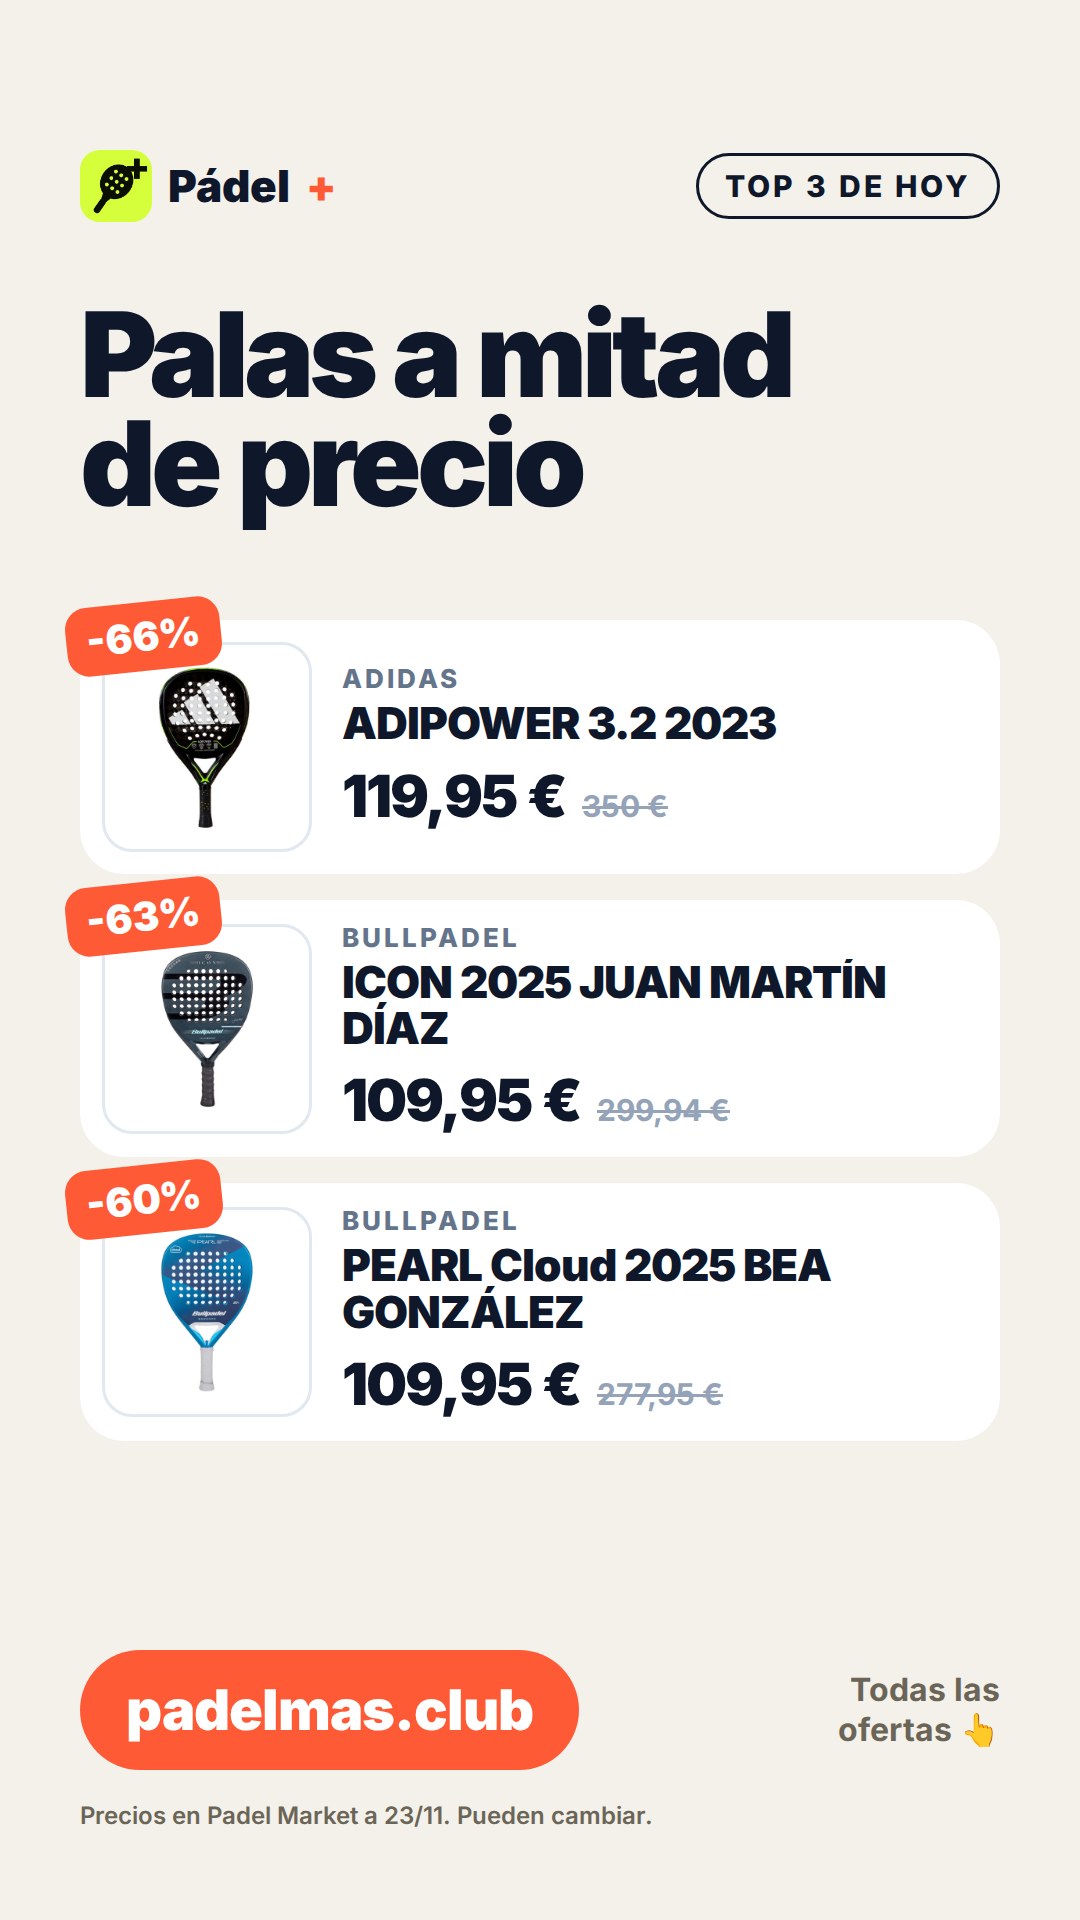 Pádel +
TOP 3 DE HOY
Palas a mitad
de precio
-66%
ADIDAS
ADIPOWER 3.2 2023
119,95 € 350 €
-63%
BULLPADEL
ICON 2025 JUAN MARTÍN
DÍAZ
109,95 € 299,94 €
Bullpadel
-60%
BULLPADEL
PEARL Cloud 2025 BEA
GONZÁLEZ
109,95 € 277,95 €
Bullpadel
padelmas.club
Todas las
ofertas 👆
Precios en Padel Market a 23/11. Pueden cambiar.